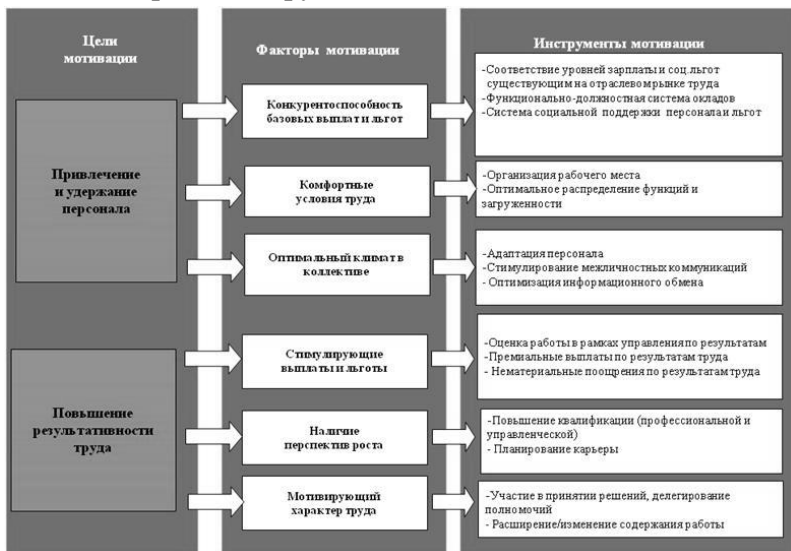 Цели
мотивации
Факторы мотивации
Инструменты мотивации
Привлечение
и удержание
персонала
Конкурентоспособность
базовых выплат и льгот
-Соответствие уровней зарплаты и соц.льгот
существующим на отраслевом рынке труда
-Функционально-должностная система окладов
-Система социальной поддержки персонала и льгот
Комфортные
условия труда
-Организация рабочего места
-Оптимальное распределение функций и
загруженности
Оптимальный климат в
коллективе
-Адаптация персонала
-Стимулирование межличностных коммуникаций
- Оптимизация информационного обмена
Повышение
результативности
труда
Стимулирующие
выплаты и льготы
-Оценка работы в рамках управления по результатам
-Премиальные выплаты по результатам труда
- Нематериальные поощрения по результатам труда
Наличие
перспектив роста
-Повышение квалификации (профессиональной и
управленческой)
- Планирование карьеры
Мотивирующий
характер труда
-Участие в принятии решений, делегирование
полномочий
- Расширение/изменение содержания работы